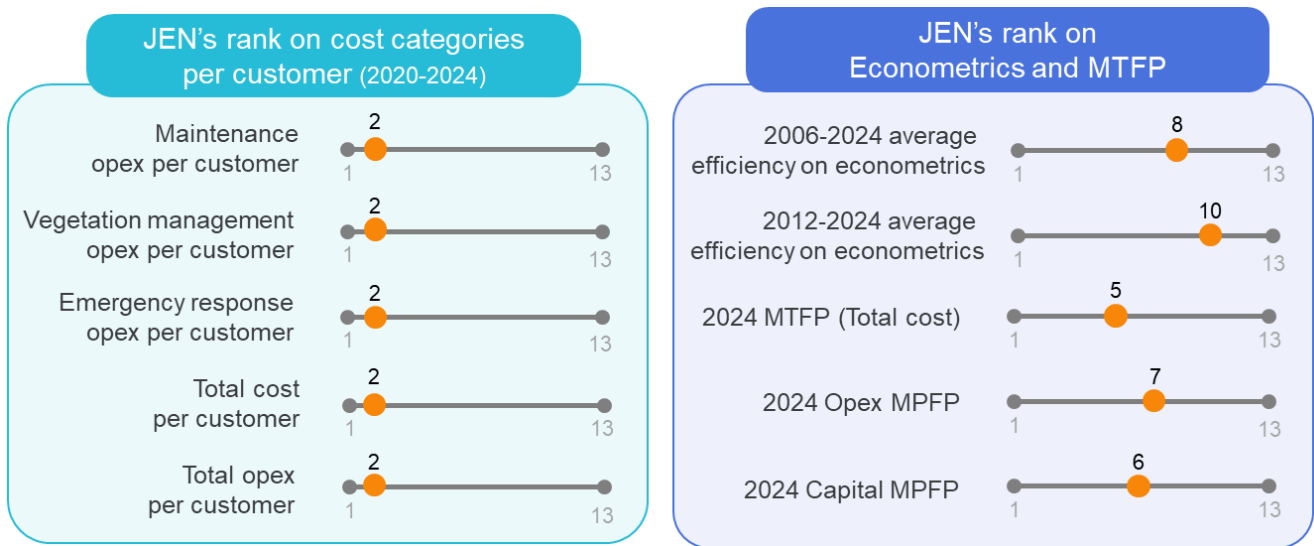 JEN's rank on cost categories
per customer (2020-2024)
Maintenance
opex per customer
2
1
13
Vegetation management
opex per customer
2
1
13
Emergency response
opex per customer
2
1
13
Total cost
per customer
2
1
13
Total opex
per customer
2
1
13
JEN's rank on
Econometrics and MTFP
2006-2024 average
efficiency on econometrics
8
1
13
2012-2024 average
efficiency on econometrics
10
1
13
2024 MTFP (Total cost)
5
1
13
2024 Opex MPFP
7
1
13
2024 Capital MPFP
6
1
13